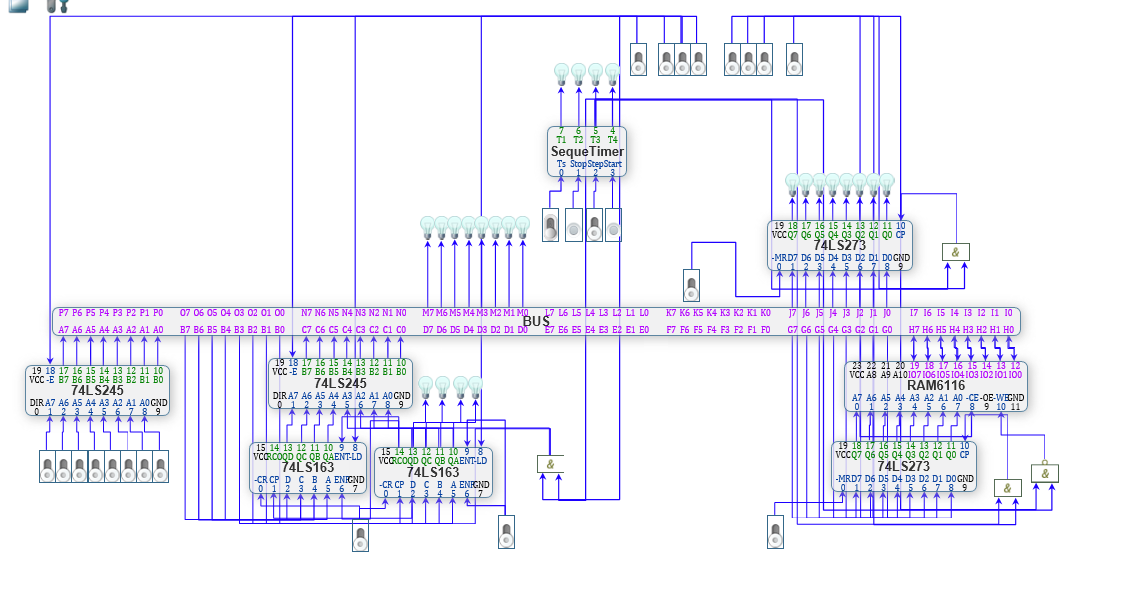 7 6 5 4
T1 T2 T3 T4
SequeTimer
Ts Stop Step Start
0 1 2 3
19 18 17 16 15 14 13 12 11 10
VCC Q7 Q6 Q5 Q4 Q3 Q2 Q1 Q0 CP
74LS273
-MR D7 D6 D5 D4 D3 D2 D1 D0 GND
0 1 2 3 4 5 6 7 8 9
&
P7 P6 P5 P4 P3 P2 P1 P0 O7 O6 O5 O4 O3 O2 O1 O0 N7 N6 N5 N4 N3 N2 N1 N0 M7 M6 M5 M4 M3 M2 M1 M0 L7 L6 L5 L4 L3 L2 L1 L0 K7 K6 K5 K4 K3 K2 K1 K0 J7 J6 J5 J4 J3 J2 J1 J0 I7 I6 I5 I4 I3 I2 I1 I0
BUS
A7 A6 A5 A4 A3 A2 A1 A0 B7 B6 B5 B4 B3 B2 B1 B0 C7 C6 C5 C4 C3 C2 C1 C0 D7 D6 D5 D4 D3 D2 D1 D0 E7 E6 E5 E4 E3 E2 E1 E0 F7 F6 F5 F4 F3 F2 F1 F0 G7 G6 G5 G4 G3 G2 G1 G0 H7 H6 H5 H4 H3 H2 H1 H0
19 18 17 16 15 14 13 12 11 10
VCC -E B7 B6 B5 B4 B3 B2 B1 B0
74LS245
DIR A7 A6 A5 A4 A3 A2 A1 A0 GND
0 1 2 3 4 5 6 7 8 9
19 18 17 16 15 14 13 12 11 10
VCC -E B7 B6 B5 B4 B3 B2 B1 B0
74LS245
DIR A7 A6 A5 A4 A3 A2 A1 A0 GND
0 1 2 3 4 5 6 7 8 9
23 22 21 20 19 18 17 16 15 14 13 12
VCC A8 A9 A10 IO7 IO6 IO5 IO4 IO3 IO2 IO1 IO0
RAM6116
A7 A6 A5 A4 A3 A2 A1 A0 -CE -OE -WE GND
0 1 2 3 4 5 6 7 8 9 10 11
15 14 13 12 11 10 9 8
VCC RCO QD QC QB QA ENT -LD
74LS163
-CR CP D C B A ENP GND
0 1 2 3 4 5 6 7
15 14 13 12 11 10 9 8
VCC RCO QD QC QB QA ENT -LD
74LS163
-CR CP D C B A ENP GND
0 1 2 3 4 5 6 7
&
19 18 17 16 15 14 13 12 11 10
VCC Q7 Q6 Q5 Q4 Q3 Q2 Q1 Q0 CP
74LS273
-MR D7 D6 D5 D4 D3 D2 D1 D0 GND
0 1 2 3 4 5 6 7 8 9
&
&